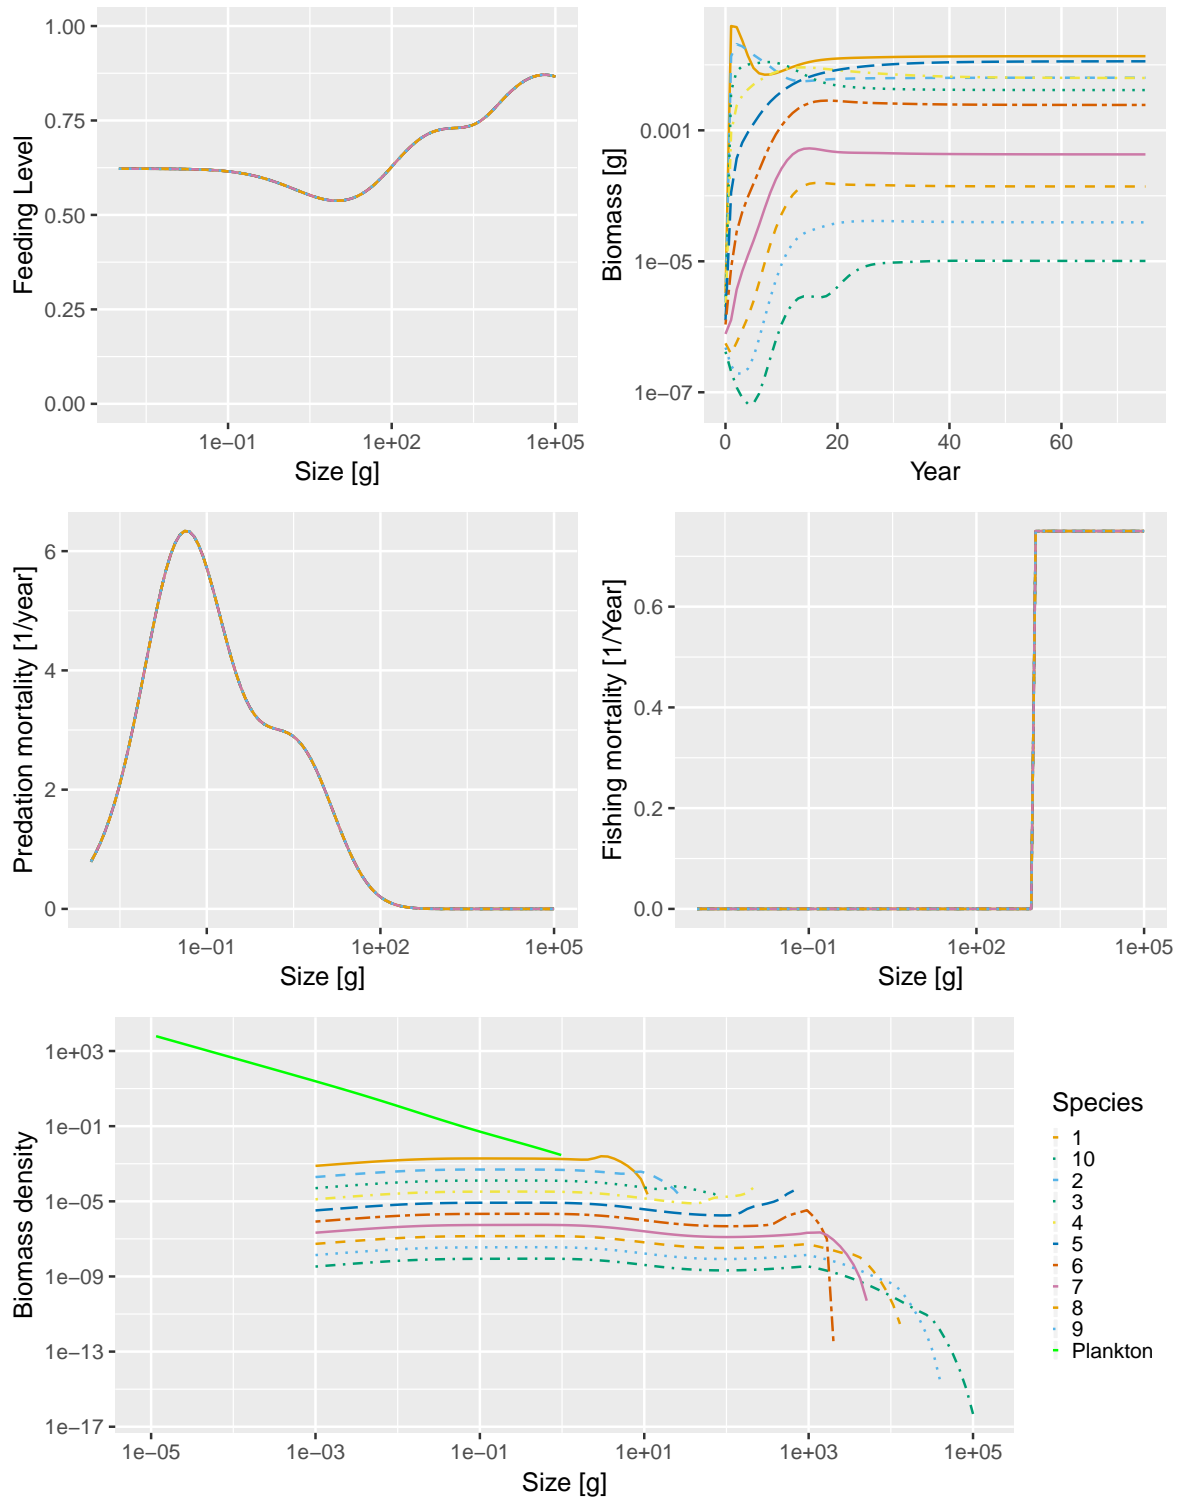 1.00
0.75
0.50
0.25
0.00
Feeding Level
1e−01
1e+02
1e+05
Size [g]
0.001
1e−05
1e−07
Biomass [g]
0
20
40
60
Year
6
4
2
0
Predation mortality [1/year]
1e−01
1e+02
1e+05
Size [g]
0.6
0.4
0.2
0.0
Fishing mortality [1/Year]
1e−01
1e+02
1e+05
Size [g]
1e+03
1e−01
1e−05
1e−09
1e−13
1e−17
Biomass density
1e−05
1e−03
1e−01
1e+01
1e+03
1e+05
Size [g]
Species
1
10
2
3
4
5
6
7
8
9
Plankton